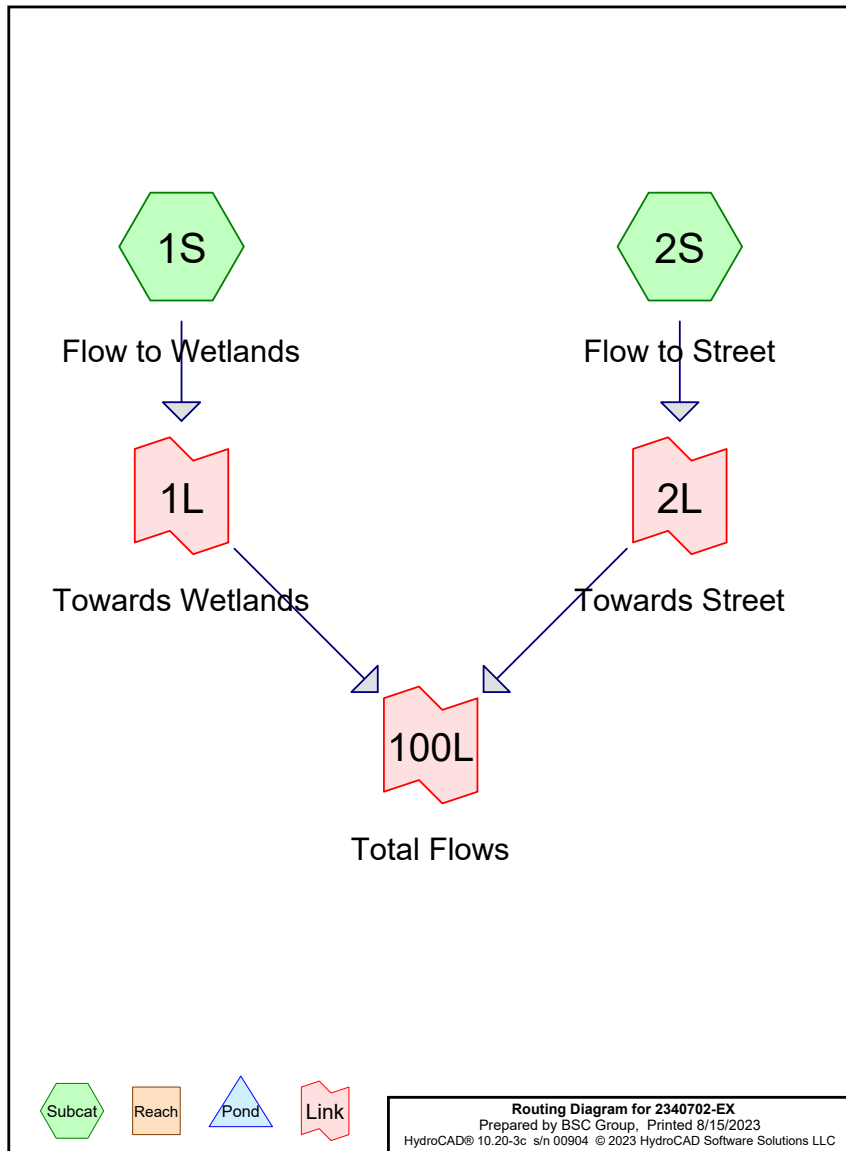 1S
2S
Flow to Wetlands
Flow to Street
1L
2L
Towards Wetlands
Towards Street
100L
Total Flows
Subcat
Reach
Pond
Link
Routing Diagram for 2340702-EX
Prepared by BSC Group, Printed 8/15/2023
HydroCAD® 10.20-3c s/n 00904 © 2023 HydroCAD Software Solutions LLC